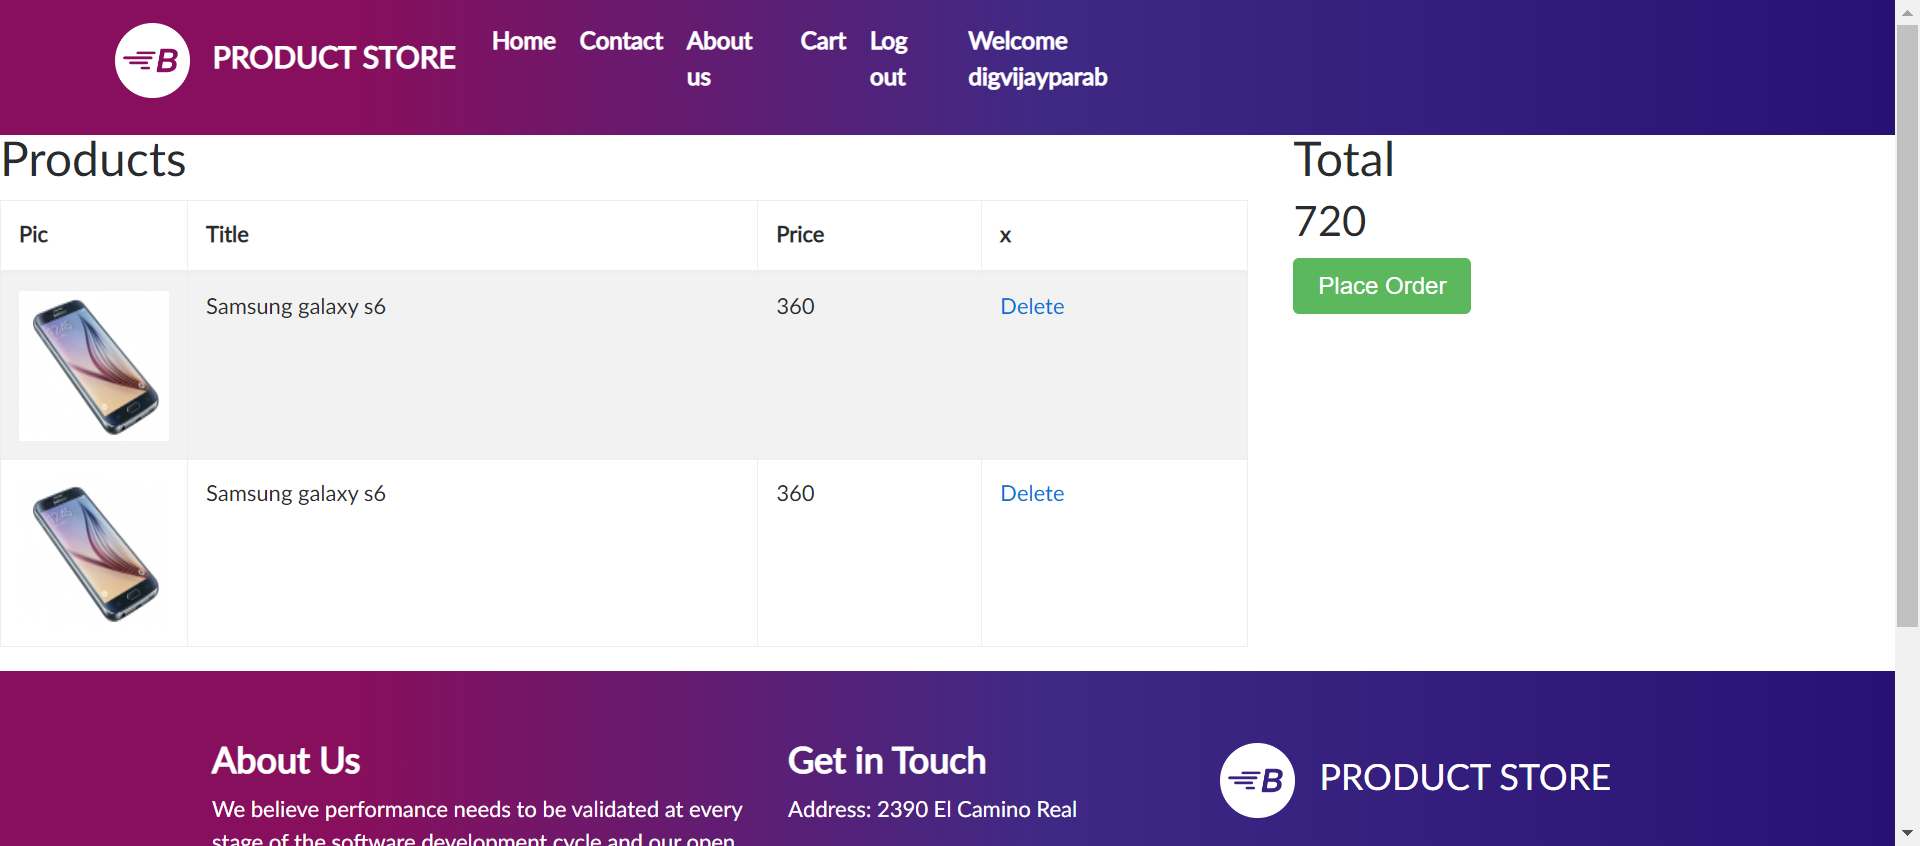 B PRODUCT STORE Home Contact About us Cart Log out Welcome digvijayparab
Products
Pic Title Price x
Samsung galaxy s6 360 Delete
Samsung galaxy s6 360 Delete
Total
720
Place Order
About Us
We believe performance needs to be validated at every
stage of the software development cycle and our open
Get in Touch
Address: 2390 El Camino Real
B PRODUCT STORE